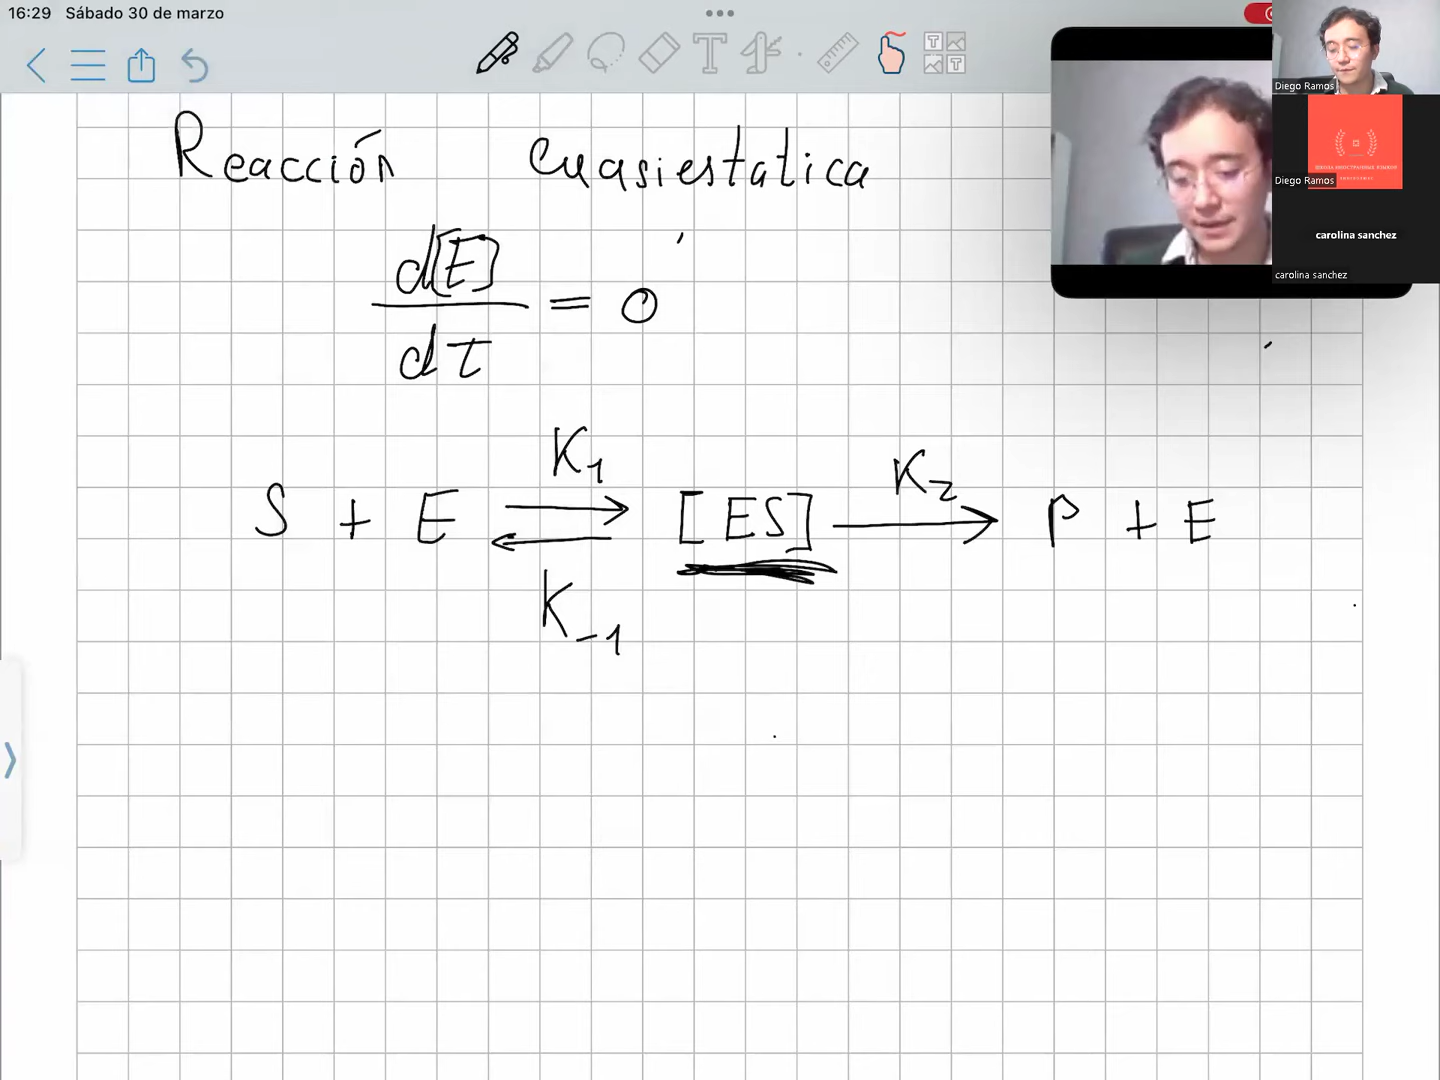 16:29 Sábado 30 de marzo
Reacción cuasiestatica
d[E]
dτ
= 0
K₁
K₂
S + E ⇌ [ES] → P + E
K₋₁
T
Diego Ramos
Diego Ramos
carolina sanchez
carolina sanchez